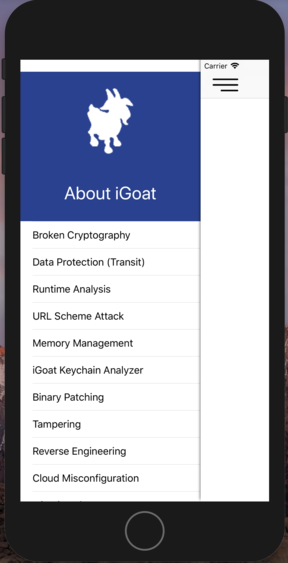 Carrier
About iGoat
Broken Cryptography
Data Protection (Transit)
Runtime Analysis
URL Scheme Attack
Memory Management
iGoat Keychain Analyzer
Binary Patching
Tampering
Reverse Engineering
Cloud Misconfiguration